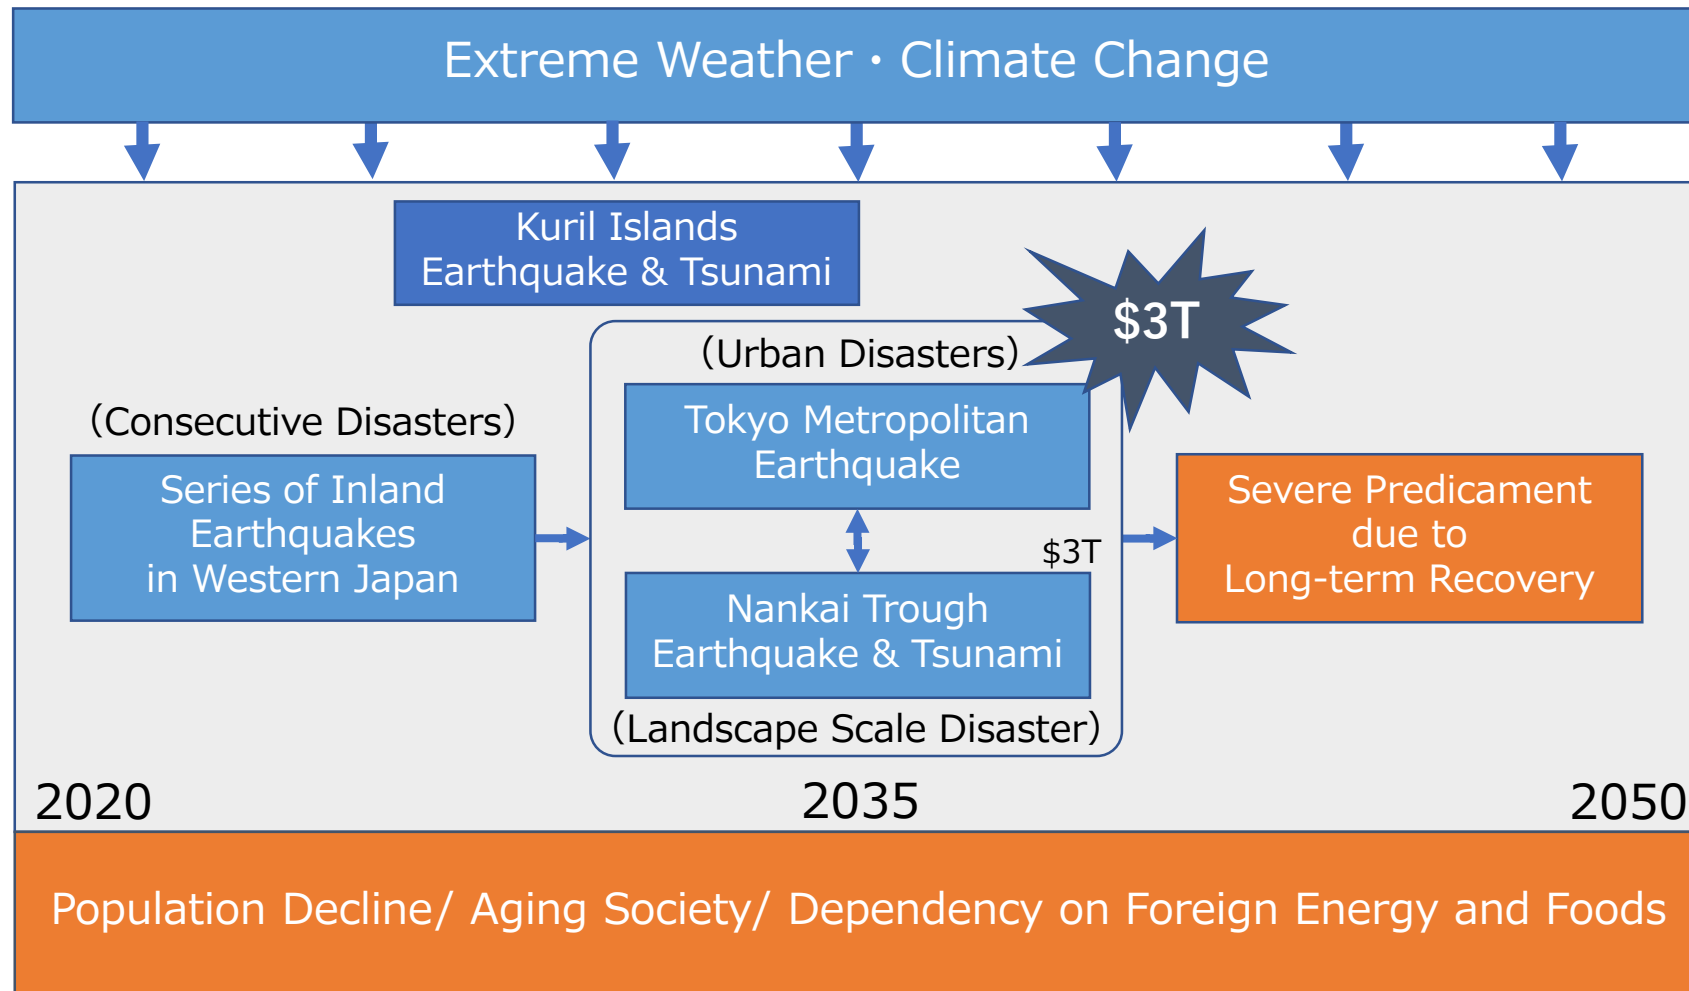 Extreme Weather・Climate Change
Kuril Islands
Earthquake & Tsunami
$3T
（Urban Disasters）
Tokyo Metropolitan
Earthquake
（Consecutive Disasters）
Series of Inland
Earthquakes
in Western Japan
$3T
Nankai Trough
Earthquake & Tsunami
（Landscape Scale Disaster）
Severe Predicament
due to
Long-term Recovery
2020
2035
2050
Population Decline/ Aging Society/ Dependency on Foreign Energy and Foods